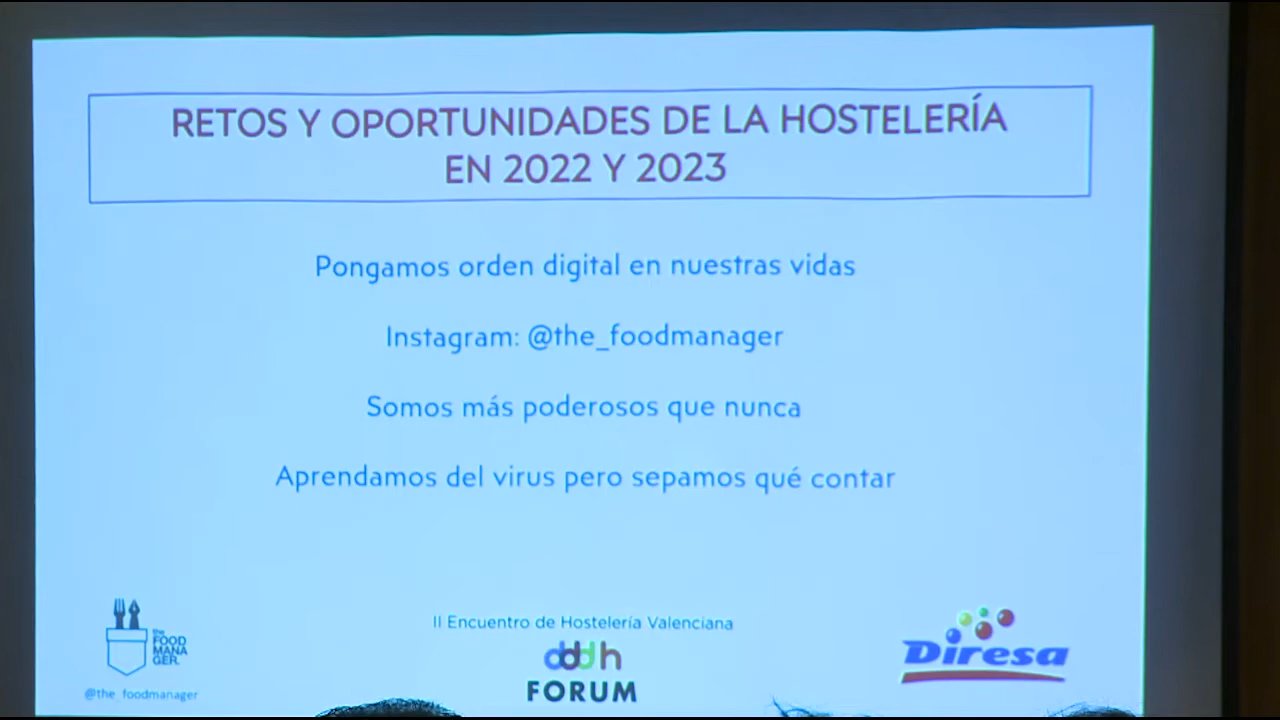 RETOS Y OPORTUNIDADES DE LA HOSTELERÍA
EN 2022 Y 2023
Pongamos orden digital en nuestras vidas
Instagram: @the_foodmanager
Somos más poderosos que nunca
Aprendamos del virus pero sepamos qué contar
the
FOOD
MANA
GER.
@the_foodmanager
II Encuentro de Hostelería Valenciana
dddh
FORUM
Diresa